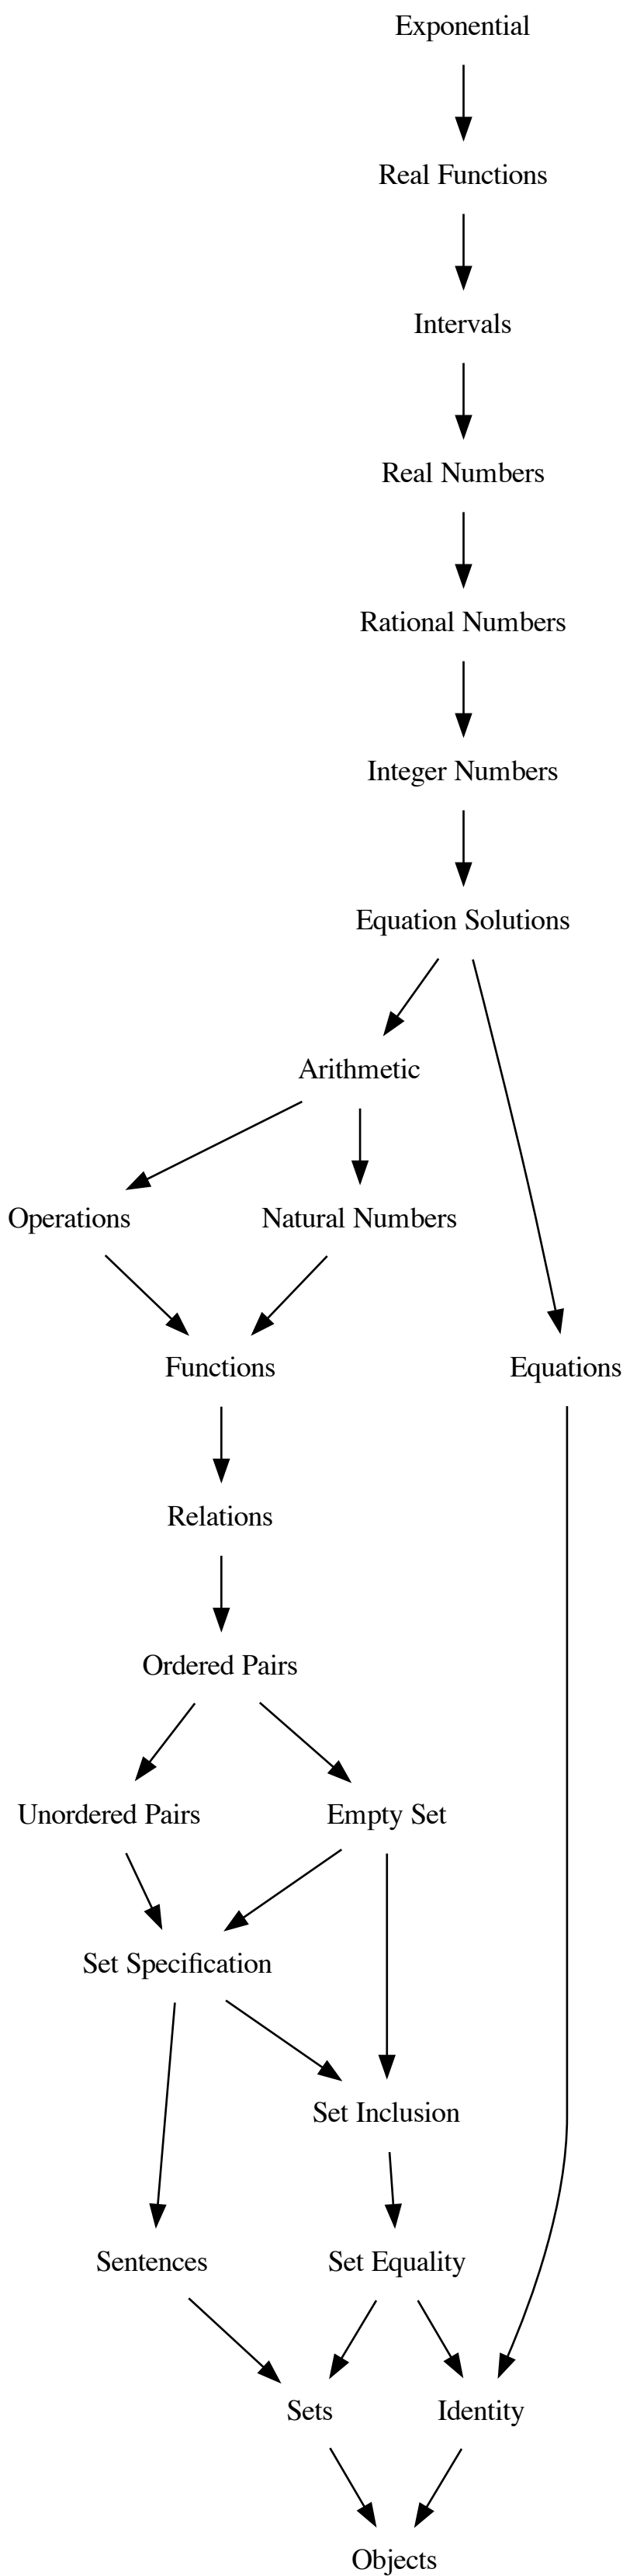 Exponential
Real Functions
Intervals
Real Numbers
Rational Numbers
Integer Numbers
Equation Solutions
Arithmetic
Operations
Natural Numbers
Functions
Equations
Relations
Ordered Pairs
Unordered Pairs
Empty Set
Set Specification
Set Inclusion
Sentences
Set Equality
Sets
Identity
Objects